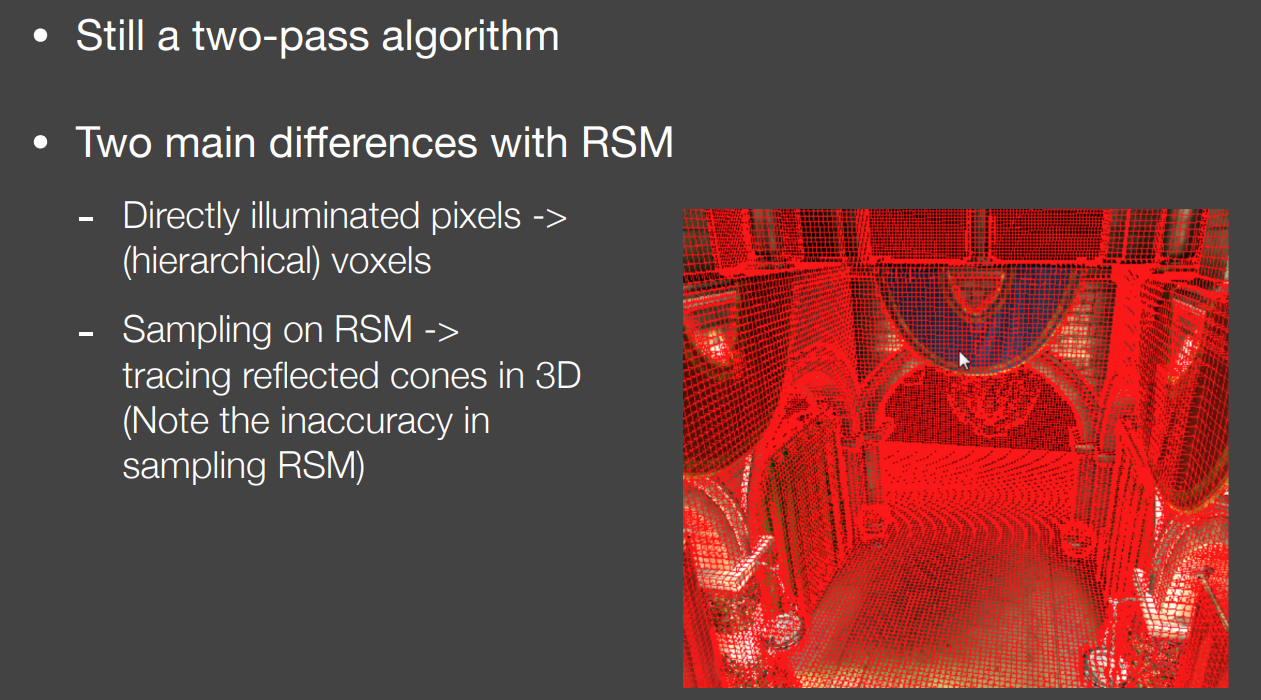 • Still a two-pass algorithm
• Two main differences with RSM
- Directly illuminated pixels ->
(hierarchical) voxels
- Sampling on RSM ->
tracing reflected cones in 3D
(Note the inaccuracy in
sampling RSM)